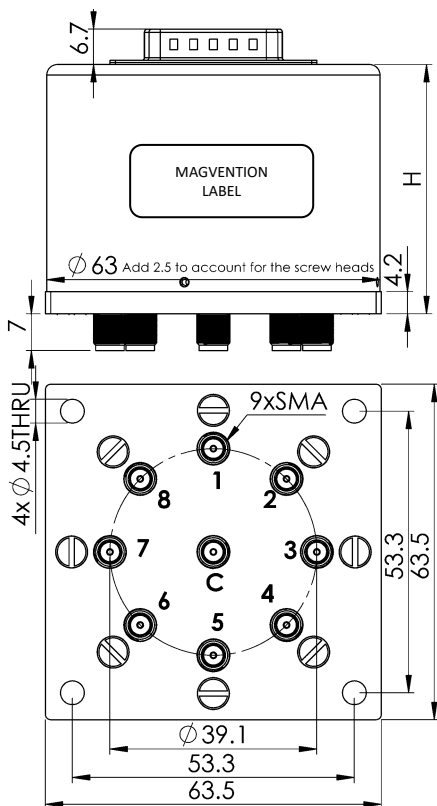 6.7
MAGVENTION
LABEL
H
∅ 63 Add 2.5 to account for the screw heads
4.2
7
4x ∅ 4.5THRU
9xSMA
1
8
2
7
3
C
6
4
5
53.3
63.5
∅ 39.1
53.3
63.5